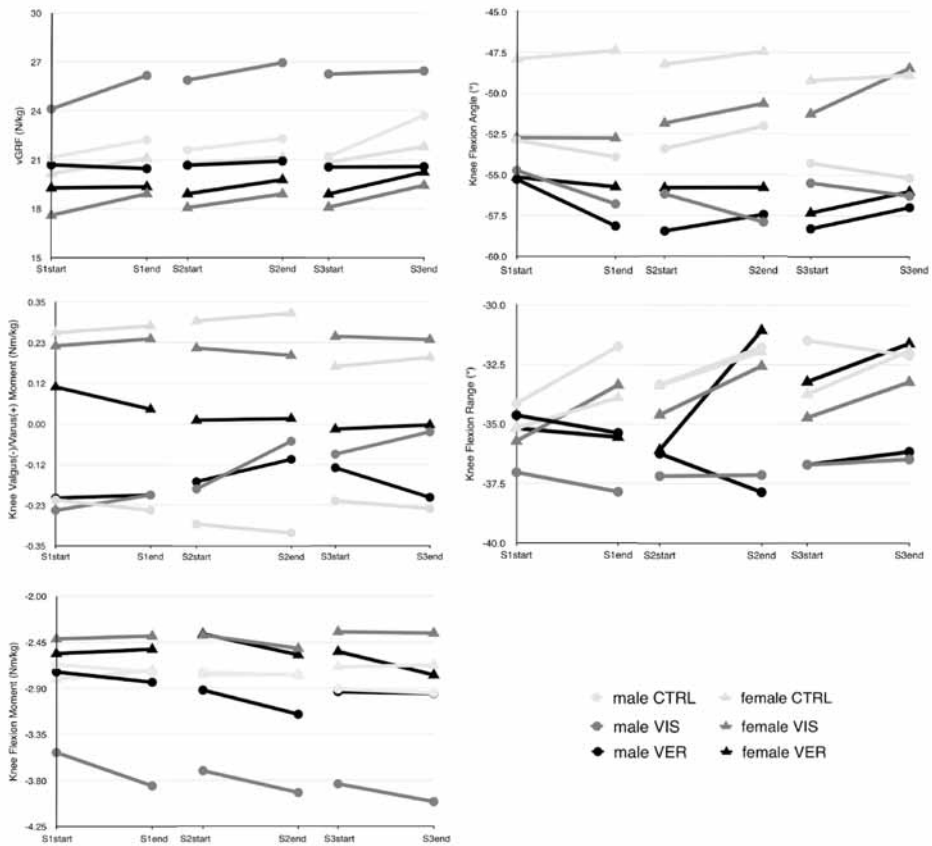 vGRF (N/kg)
30
27
24
21
18
15
S1start S1end S2start S2end S3start S3end
Knee Flexion Angle (°)
-45.0
-47.5
-50.0
-52.5
-55.0
-57.5
-60.0
S1start S1end S2start S2end S3start S3end
Knee Valgus(-)/Varus(+) Moment (Nm/kg)
0.35
0.23
0.12
0.00
-0.12
-0.23
-0.35
S1start S1end S2start S2end S3start S3end
Knee Flexion Range (°)
-30.0
-32.5
-35.0
-37.5
-40.0
S1start S1end S2start S2end S3start S3end
Knee Flexion Moment (Nm/kg)
-2.00
-2.45
-2.90
-3.35
-3.80
-4.25
S1start S1end S2start S2end S3start S3end
male CTRL female CTRL
male VIS female VIS
male VER female VER